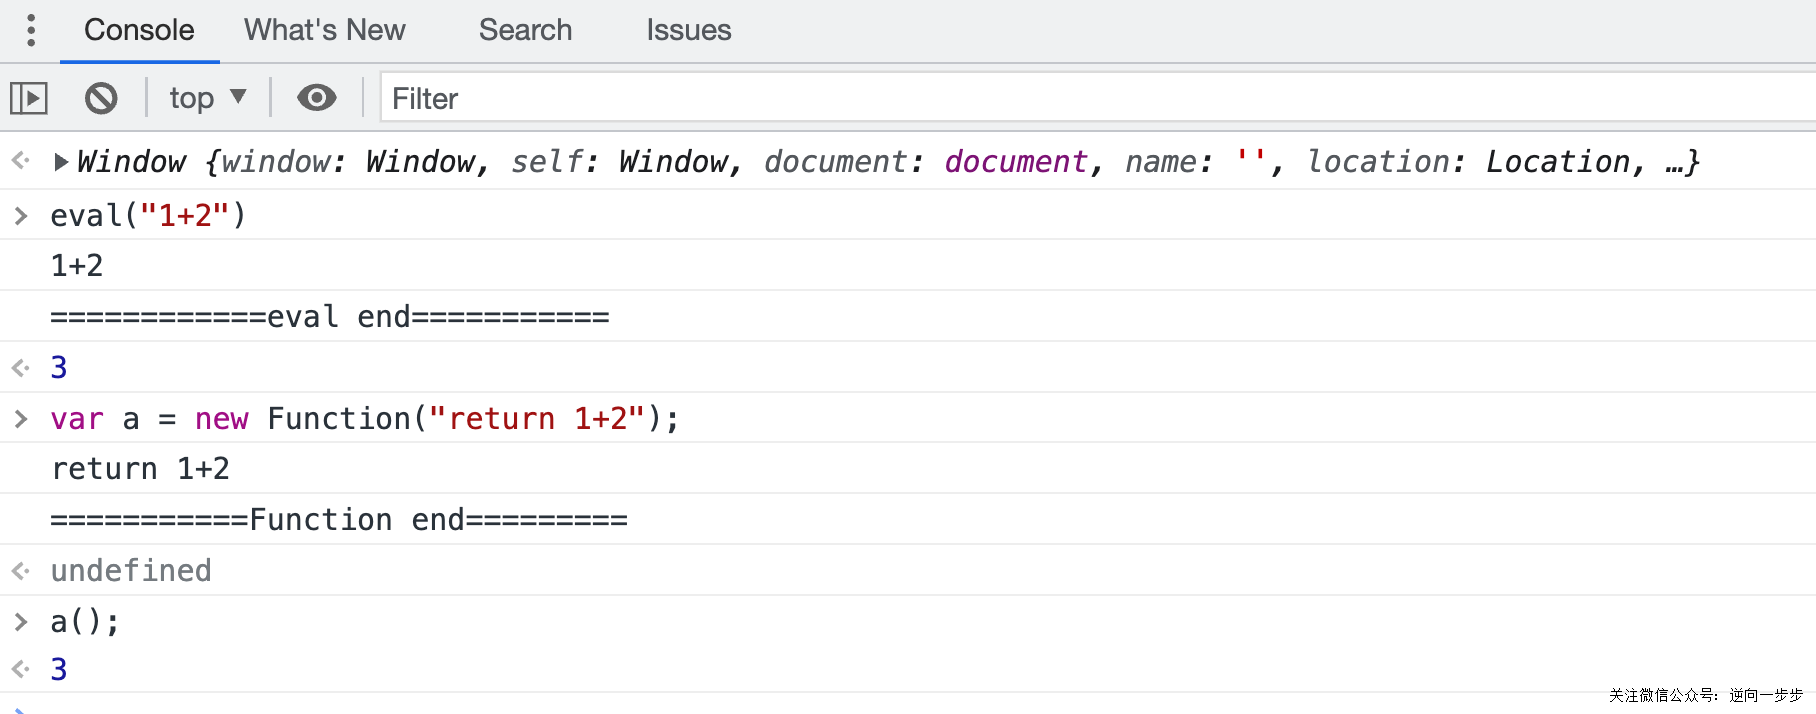 Console What's New Search Issues
top ▼ Filter
▶Window {window: Window, self: Window, document: document, name: '', location: Location, …}
> eval("1+2")
1+2
============eval end===========
3
> var a = new Function("return 1+2");
return 1+2
===========Function end=========
undefined
> a();
3
关注微信公众号：逆向一步步